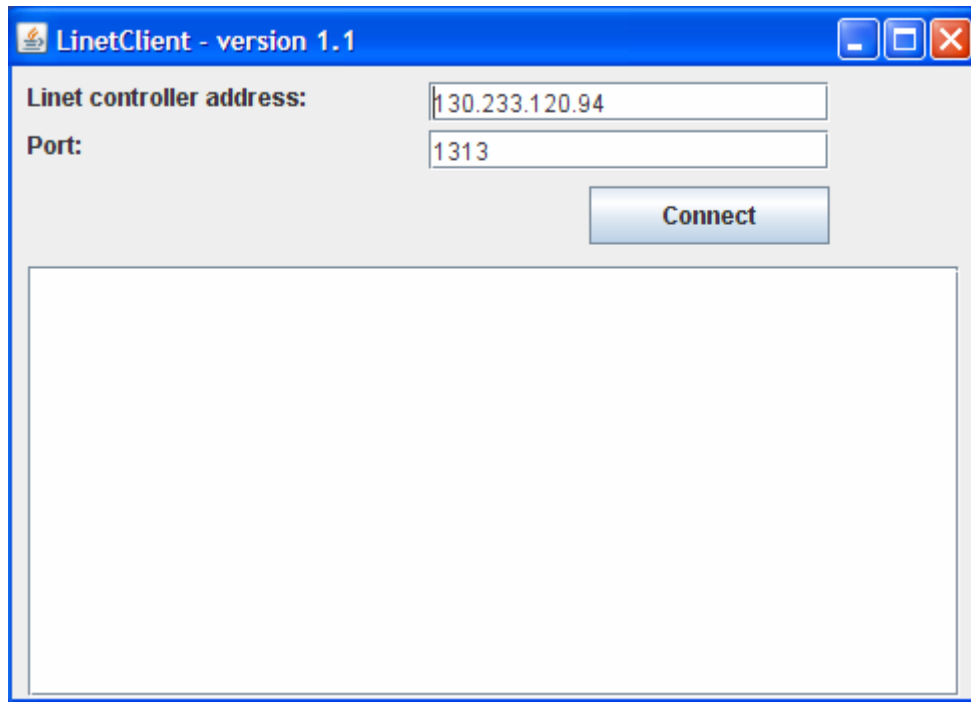 LinetClient - version 1.1
Linet controller address: 130.233.120.94
Port: 1313
Connect